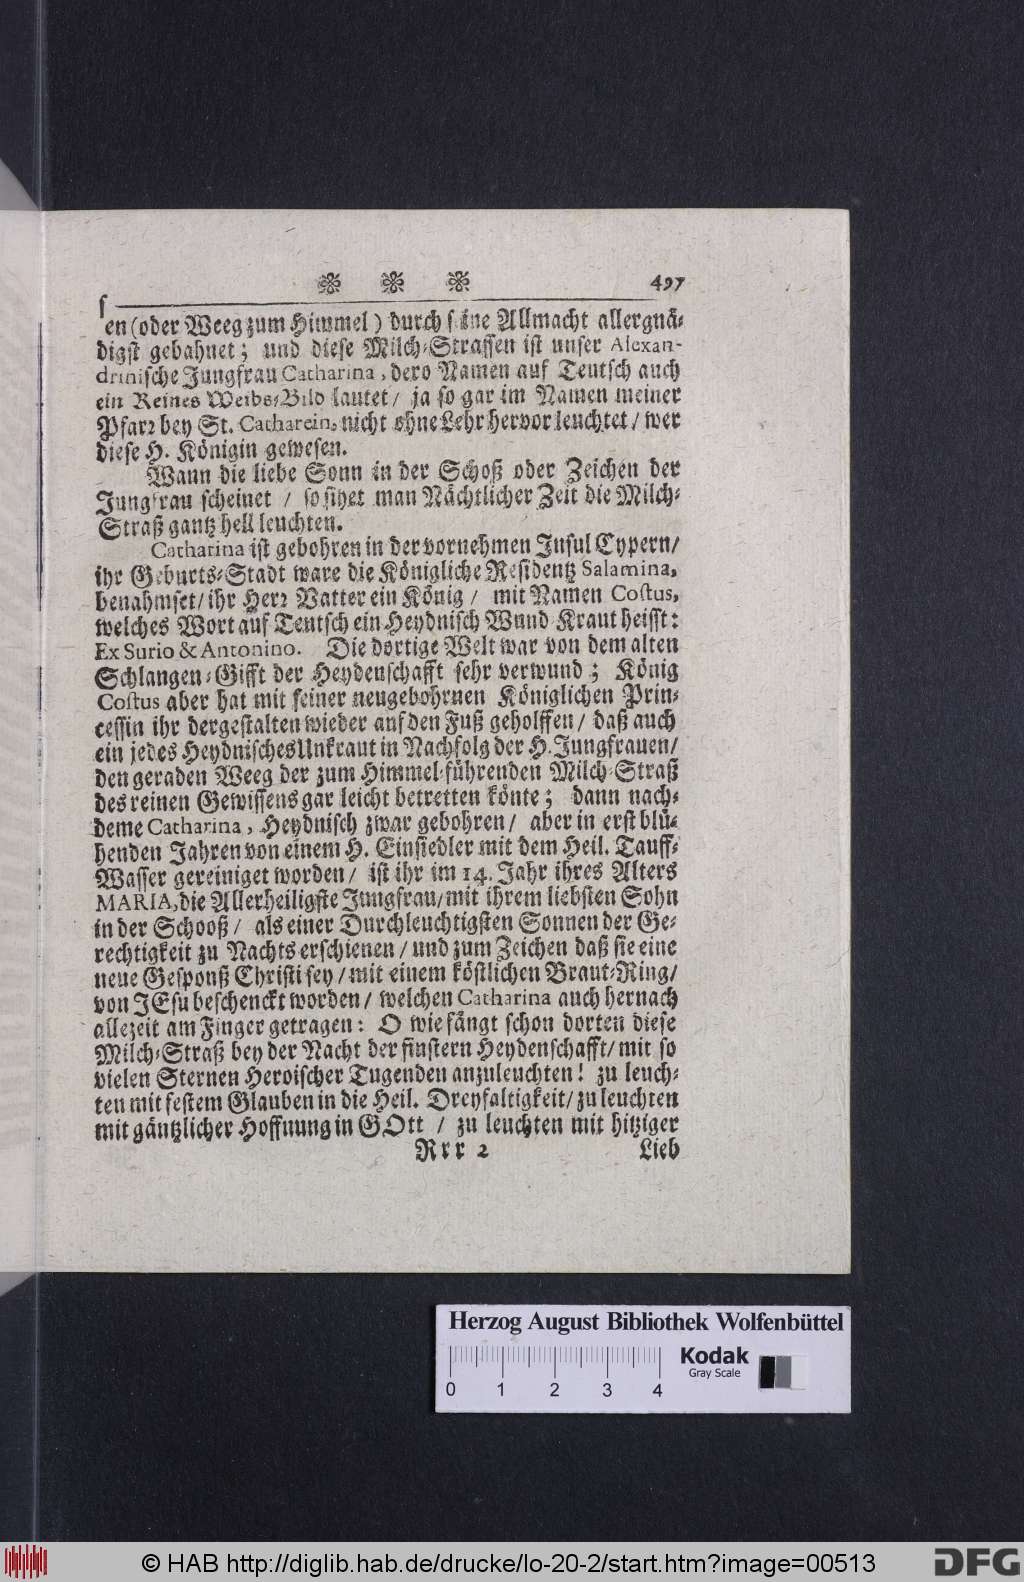 ❀ ❀ ❀ 497
ſen (oder Weeg zum Himmel) durch ſeine Allmacht allergnä-
digſt gebahnet; und dieſe Milch-Straſſen iſt unſer Alexan-
driniſche Jungfrau Catharina, dero Namen auf Teutſch auch
ein Reines Weibs-Bild lautet / ja ſo gar im Namen meiner
Pfarꝛ bey St. Catharein, nicht ohne Lehr hervor leuchtet / wer
dieſe H. Königin geweſen.
Wann die liebe Sonn in der Schoß oder Zeichen der
Jungfrau ſcheinet / ſo ſihet man Nächtlicher Zeit die Milch-
Straß gantz hell leuchten.
Catharina iſt gebohren in der vornehmen Inſul Cypern /
ihr Geburts-Stadt ware die Königliche Reſidentz Salamina,
benahmſet / ihr Herꝛ Vatter ein König / mit Namen Coſtus,
welches Wort auf Teutſch ein Heydniſch Wund Kraut heiſſt:
Ex Surio & Antonino. Die dortige Welt war von dem alten
Schlangen-Gifft der Heydenſchafft ſehr verwund; König
Coſtus aber hat mit ſeiner neugebohrnen Königlichen Prin-
ceſſin ihr dergeſtalten wieder auf den Fuß geholffen / daß auch
ein jedes Heydniſches Unkraut in Nachfolg der H. Jungfrauen /
den geraden Weeg der zum Himmel-führenden Milch-Straß
des reinen Gewiſſens gar leicht betretten könte; dann nach-
deme Catharina, Heydniſch zwar gebohren / aber in erſt blü-
henden Jahren von einem H. Einſiedler mit dem Heil. Tauff-
Waſſer gereiniget worden / iſt ihr im 14. Jahr ihres Alters
MARIA, die Allerheiligſte Jungfrau / mit ihrem liebſten Sohn
in der Schooß / als einer Durchleuchtigſten Sonnen der Ge-
rechtigkeit zu Nachts erſchienen / und zum Zeichen daß ſie eine
neue Geſponß Chriſti ſey / mit einem köſtlichen Braut-Ring /
von JEſu beſchenckt worden / welchen Catharina auch hernach
allezeit am Finger getragen: O wie fängt ſchon dorten dieſe
Milch-Straß bey der Nacht der finſtern Heydenſchafft / mit ſo
vielen Sternen Heroiſcher Tugenden anzuleuchten! zu leuch-
ten mit feſtem Glauben in die Heil. Dreyfaltigkeit / zu leuchten
mit gäntzlicher Hoffnung in GOtt / zu leuchten mit hitziger
Rrr 2 Lieb
Herzog August Bibliothek Wolfenbüttel
Kodak
Gray Scale
0 1 2 3 4
© HAB http://diglib.hab.de/drucke/lo-20-2/start.htm?image=00513
DFG